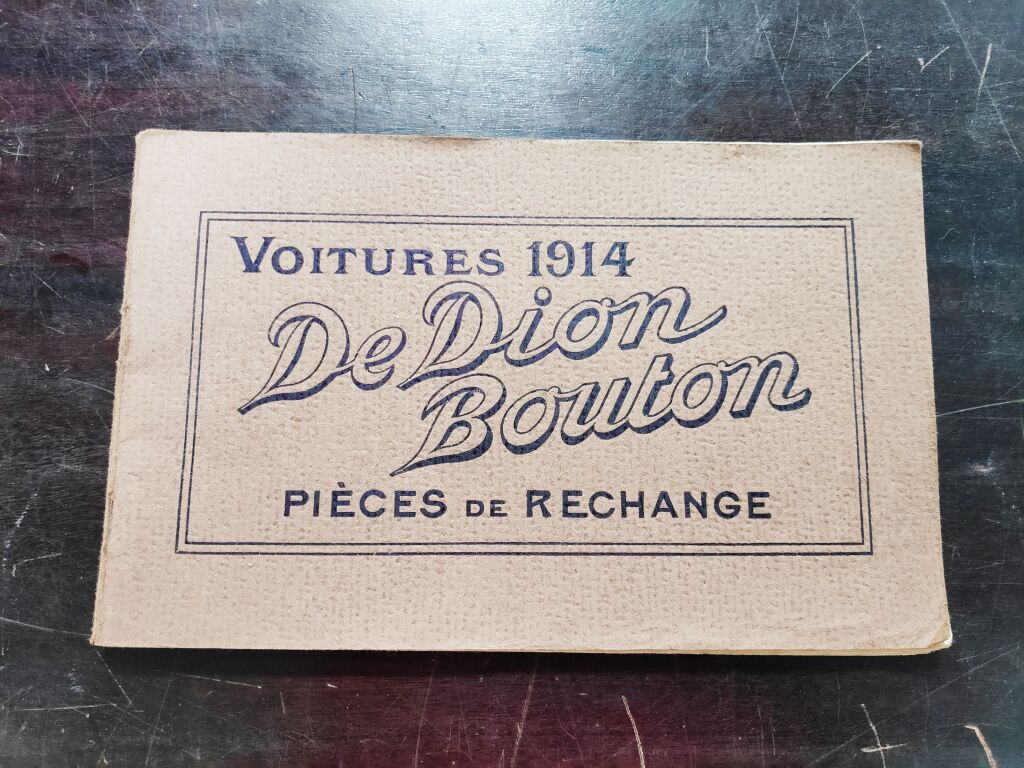 VOITURES 1914
De Dion
Bouton
PIÈCES DE RECHANGE